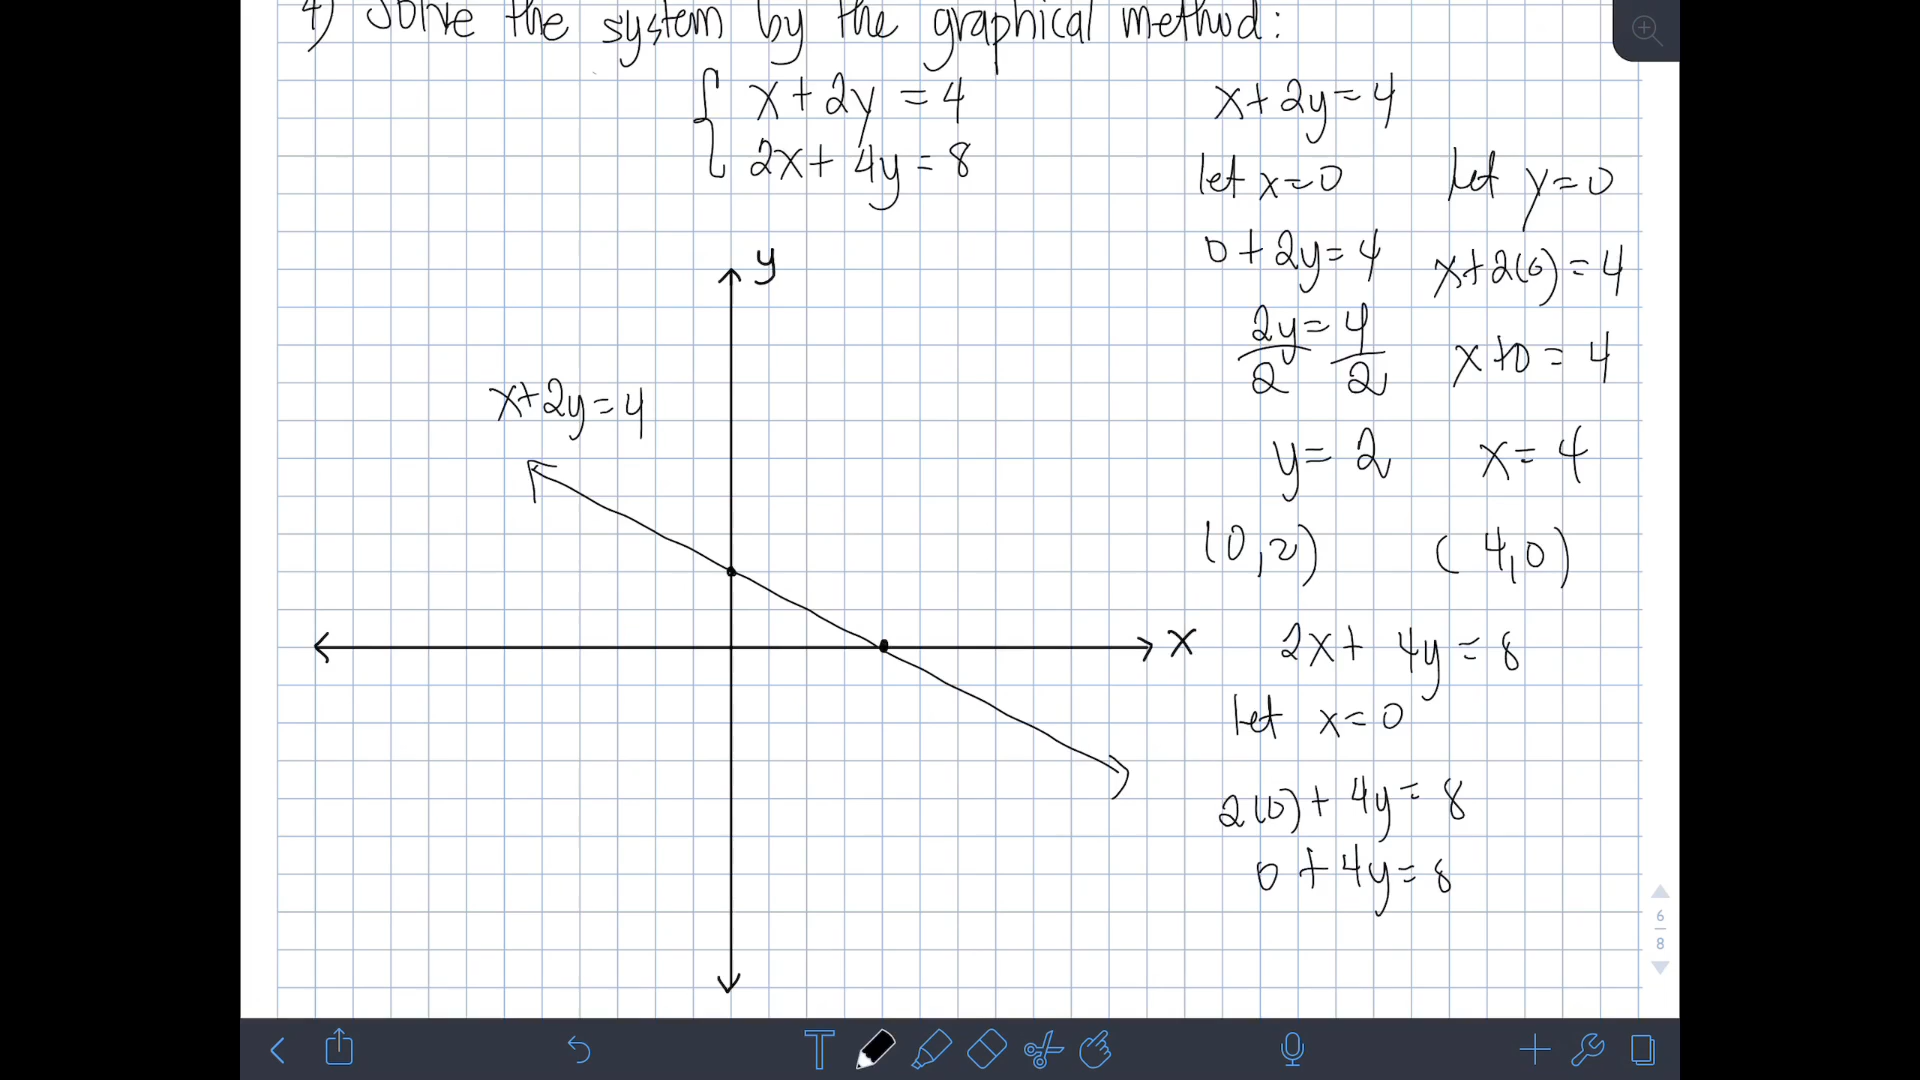 4) Solve the system by the graphical method:
x+2y=4
2x+4y=8
y
x+2y=4
x
x+2y=4
let x=0 let y=0
0+2y=4 x+2(0)=4
2y=4 x+0=4
2 2
y=2 x=4
(0,2) (4,0)
2x+4y=8
let x=0
2(0)+4y=8
0+4y=8
6
8
T